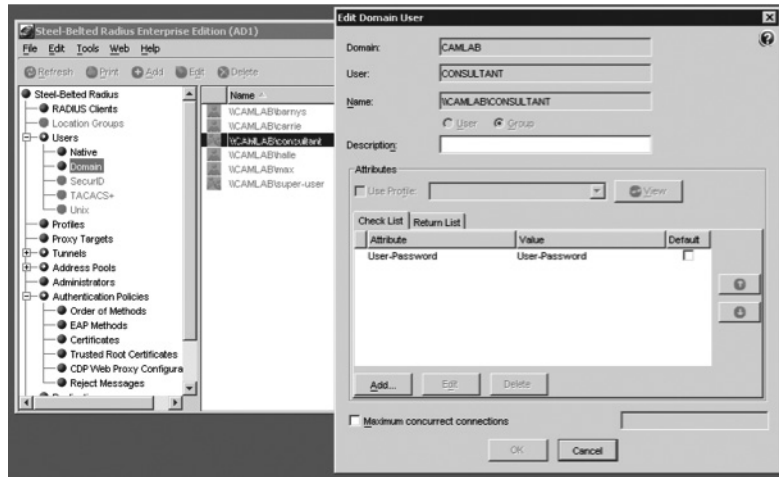 Steel-Belted Radius Enterprise Edition (AD1)
File Edit Tools Web Help
Refresh Print Add Edit Delete
Steel-Belted Radius
RADIUS Clients
Location Groups
Users
Native
Domain
SecurID
TACACS+
Unix
Profiles
Proxy Targets
Tunnels
Address Pools
Administrators
Authentication Policies
Order of Methods
EAP Methods
Certificates
Trusted Root Certificates
CDP Web Proxy Configura
Reject Messages
Name
\\CAMLAB\barnys
\\CAMLAB\carrie
\\CAMLAB\consultant
\\CAMLAB\halle
\\CAMLAB\max
\\CAMLAB\super-user
Edit Domain User
Domain: CAMLAB
User: CONSULTANT
Name: \\CAMLAB\CONSULTANT
User Group
Description:
Attributes
Use Profile: View
Check List Return List
Attribute Value Default
User-Password User-Password
Add... Edit Delete
Maximum concurrect connections
OK Cancel